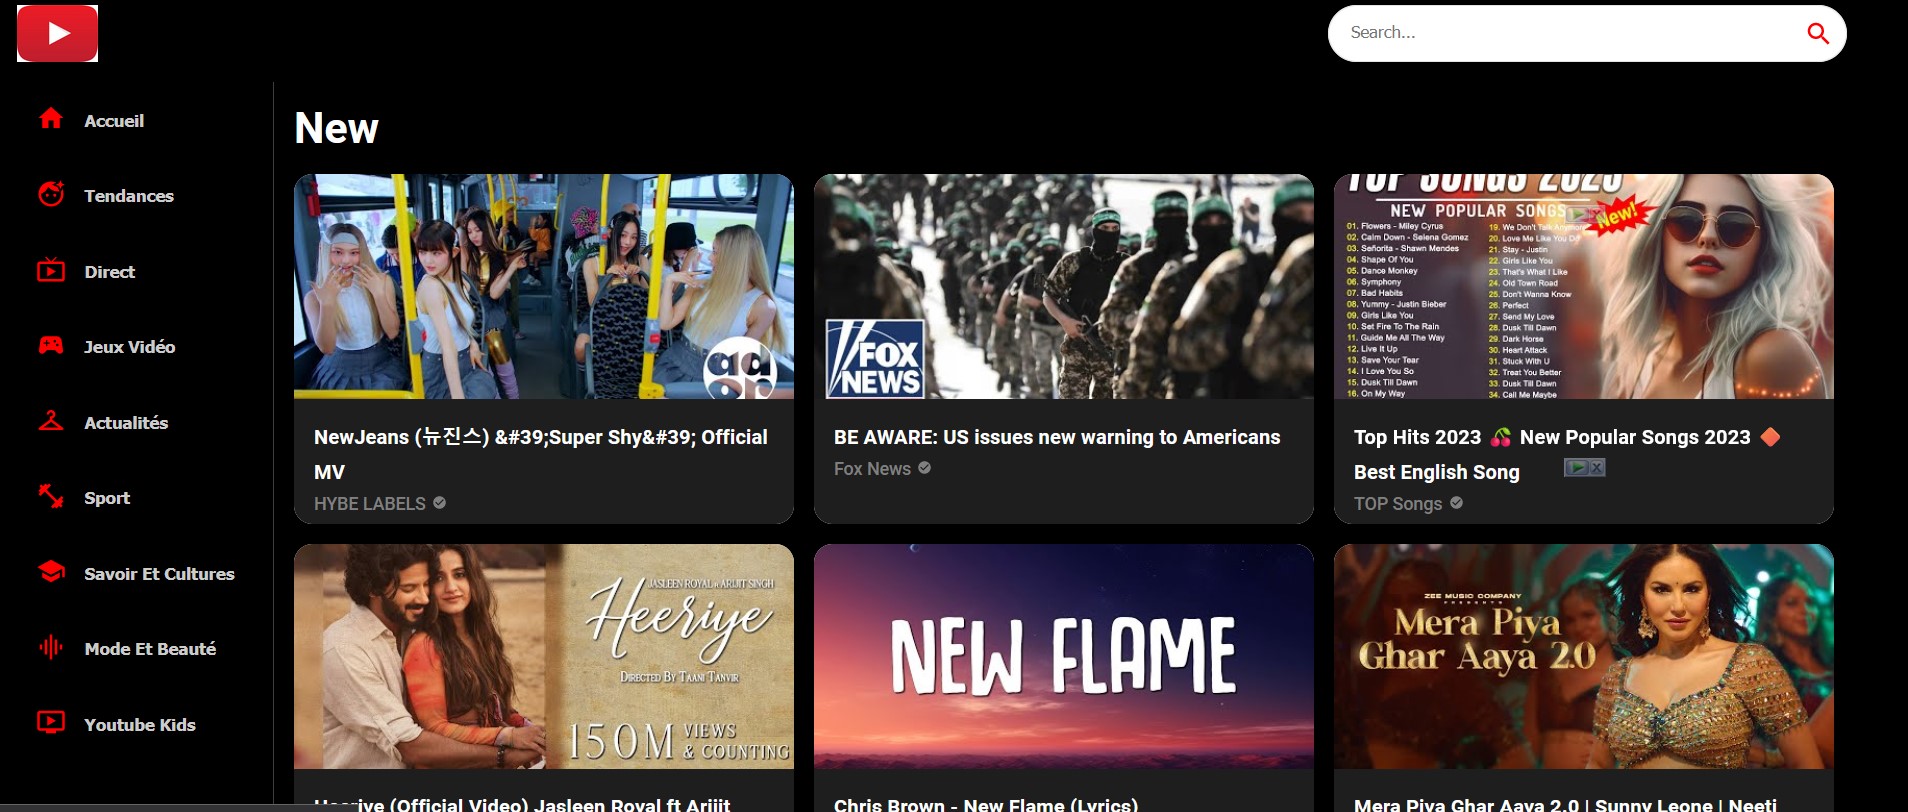 Search...
Accueil
Tendances
Direct
Jeux Vidéo
Actualités
Sport
Savoir Et Cultures
Mode Et Beauté
Youtube Kids
New
NewJeans (뉴진스) &#39;Super Shy&#39; Official
MV
HYBE LABELS
FOX
NEWS
BE AWARE: US issues new warning to Americans
Fox News
TOP SONGS 2023
NEW POPULAR SONGS
New!
01. Flowers - Miley Cyrus
02. Calm Down - Selena Gomez
03. Señorita - Shawn Mendes
04. Shape Of You
05. Dance Monkey
06. Symphony
07. Bad Habits
08. Yummy - Justin Bieber
09. Girls Like You
10. Set Fire To The Rain
11. Guide Me All The Way
12. Live It Up
13. Save Your Tear
14. I Love You So
15. Dusk Till Dawn
16. On My Way
19. We Don't Talk Anymore
20. Love Me Like You Do
21. Stay - Justin
22. Girls Like You
23. That's What I Like
24. Old Town Road
25. Don't Wanna Know
26. Perfect
27. Send My Love
28. Dusk Till Dawn
29. Dark Horse
30. Heart Attack
31. Stuck With U
32. Treat You Better
33. Dusk Till Dawn
34. Call Me Maybe
Top Hits 2023 🍒 New Popular Songs 2023 ♦️
Best English Song
TOP Songs
JASLEEN ROYAL ft ARIJIT SINGH
Heeriye
DIRECTED BY TAANI TANVIR
150M VIEWS
& COUNTING
Heeriye (Official Video) Jasleen Royal ft Arijit
NEW FLAME
Chris Brown - New Flame (Lyrics)
ZEE MUSIC COMPANY
PRESENTS
Mera Piya
Ghar Aaya 2.0
Mera Piya Ghar Aaya 2.0 | Sunny Leone | Neeti